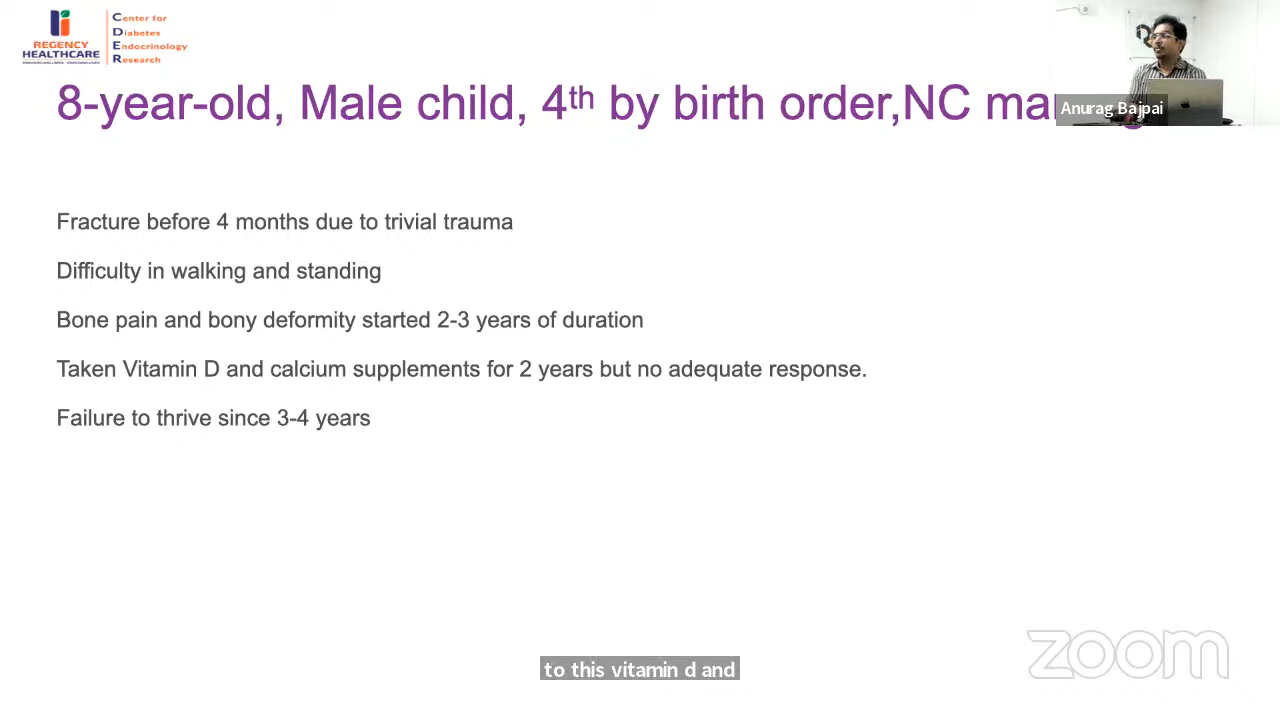 REGENCY
HEALTHCARE
Center for
Diabetes
Endocrinology
Research
8-year-old, Male child, 4th by birth order,NC
Anurag Bajpai
Fracture before 4 months due to trivial trauma
Difficulty in walking and standing
Bone pain and bony deformity started 2-3 years of duration
Taken Vitamin D and calcium supplements for 2 years but no adequate response.
Failure to thrive since 3-4 years
to this vitamin d and
zoom